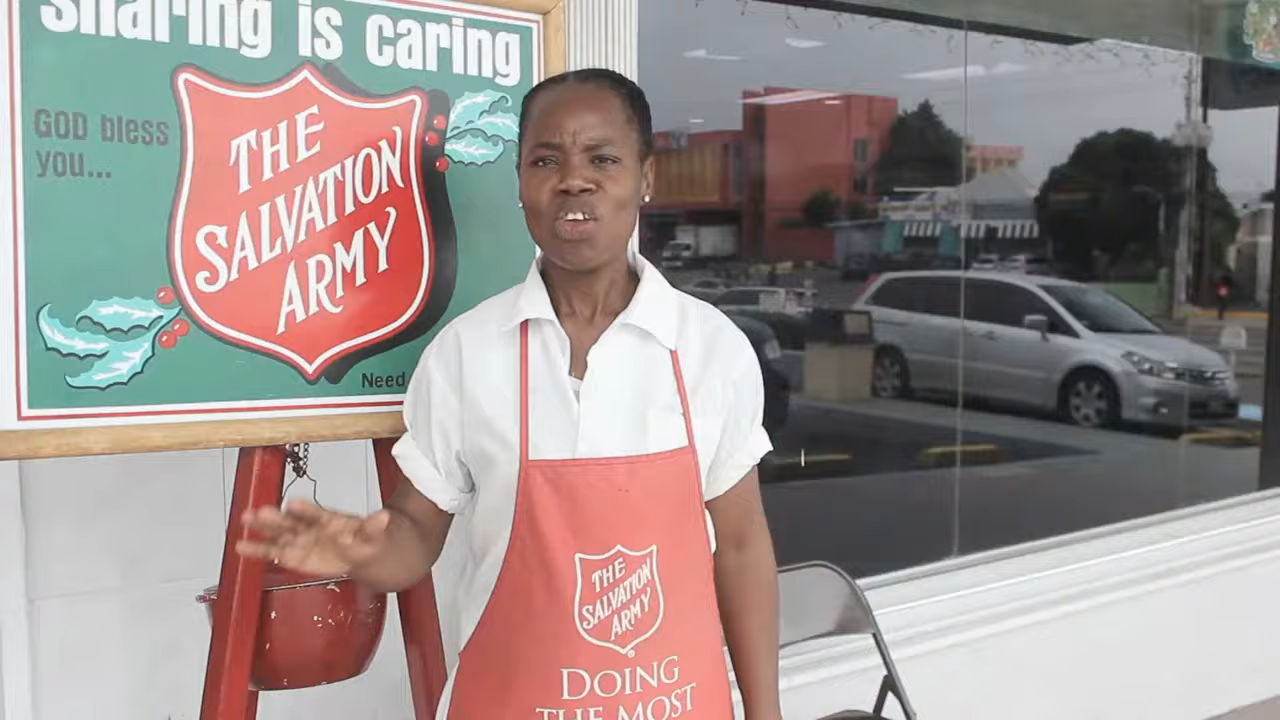 Sharing is caring
GOD bless
you...
THE
SALVATION
ARMY
Need
THE
SALVATION
ARMY
DOING
THE MOST